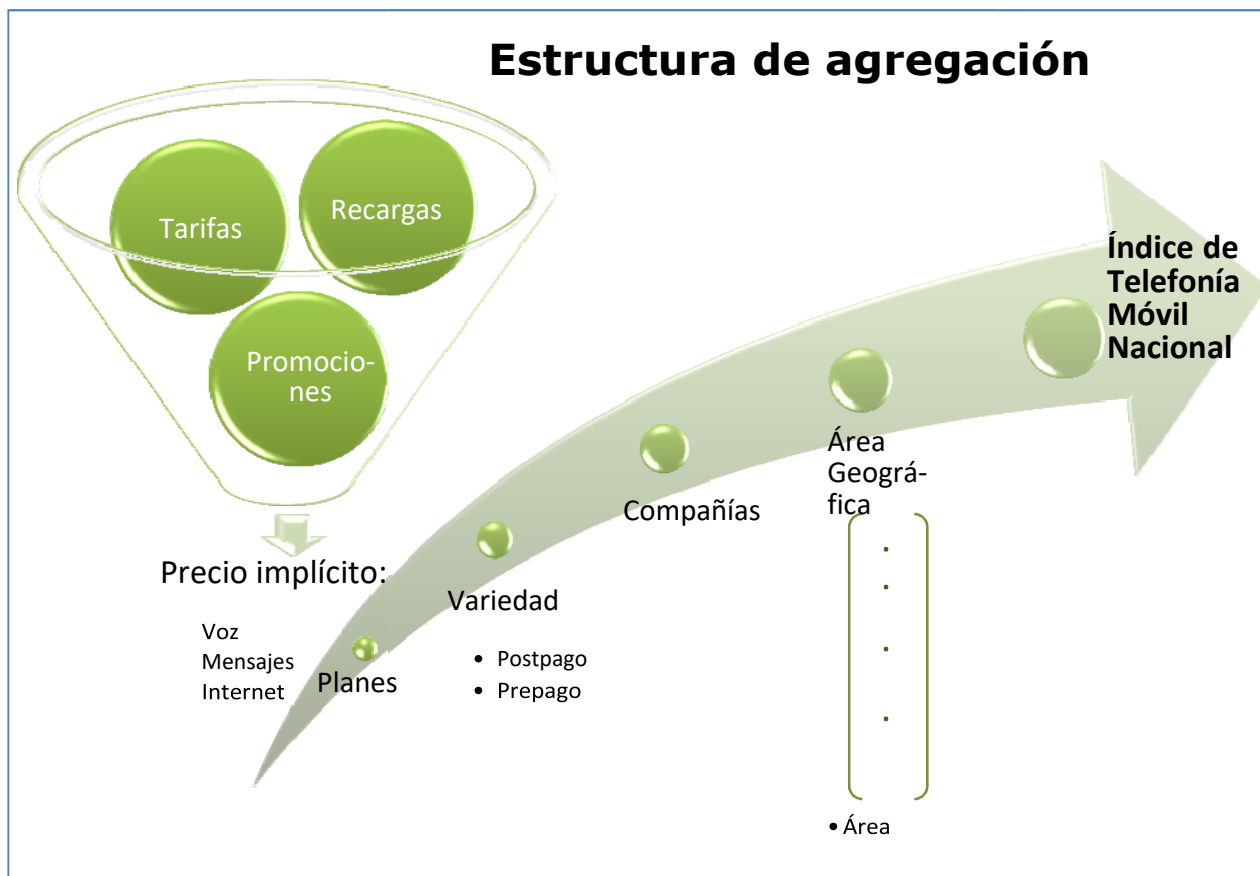 Estructura de agregación
Tarifas
Recargas
Promocio-
nes
Precio implícito:
Voz
Mensajes
Internet
Planes
Variedad
• Postpago
• Prepago
Compañías
Área
Geográ-
fica
• Área
Índice de
Telefonía
Móvil
Nacional